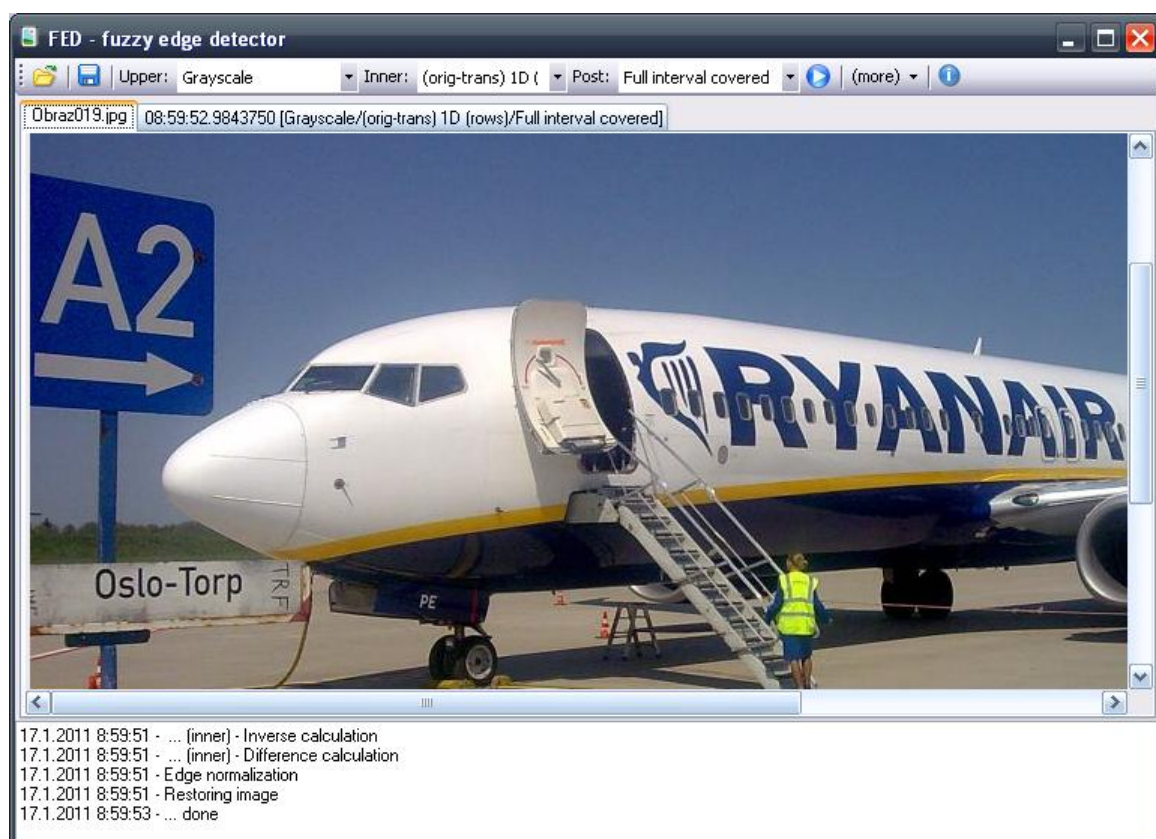 FED - fuzzy edge detector
Upper: Grayscale Inner: (orig-trans) 1D ( Post: Full interval covered (more)
Obraz019.jpg 08:59:52.9843750 [Grayscale/(orig-trans) 1D (rows)/Full interval covered]
A2
RYANAIR
Oslo-Torp
TRF
PE
17.1.2011 8:59:51 - ... (inner) - Inverse calculation
17.1.2011 8:59:51 - ... (inner) - Difference calculation
17.1.2011 8:59:51 - Edge normalization
17.1.2011 8:59:51 - Restoring image
17.1.2011 8:59:53 - ... done